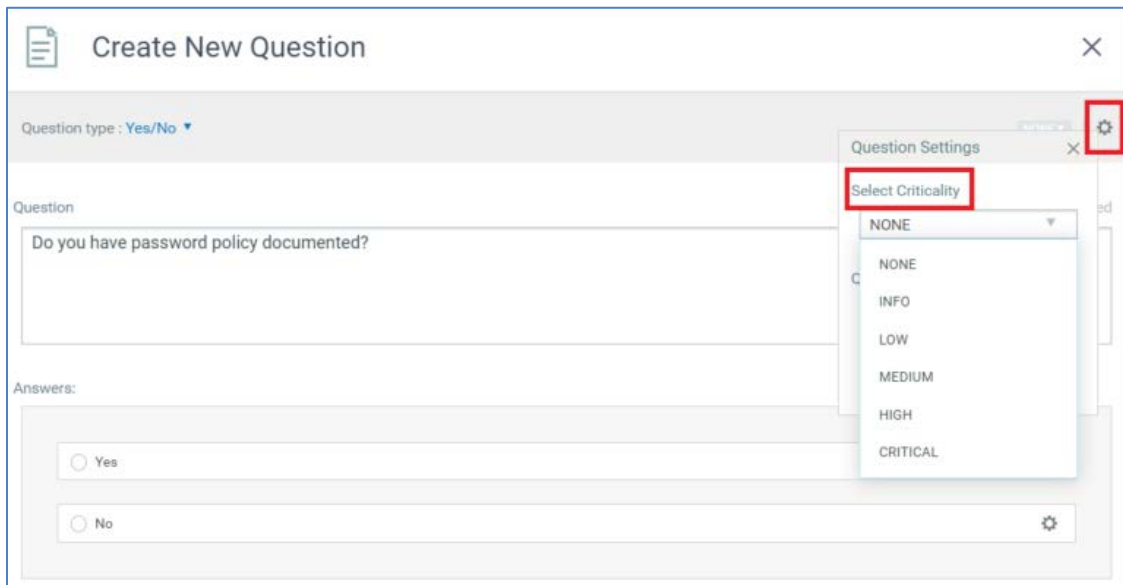 Create New Question
Question type : Yes/No
Question Settings
Select Criticality
Question
NONE
Do you have password policy documented?
NONE
INFO
LOW
MEDIUM
HIGH
CRITICAL
Answers:
Yes
No